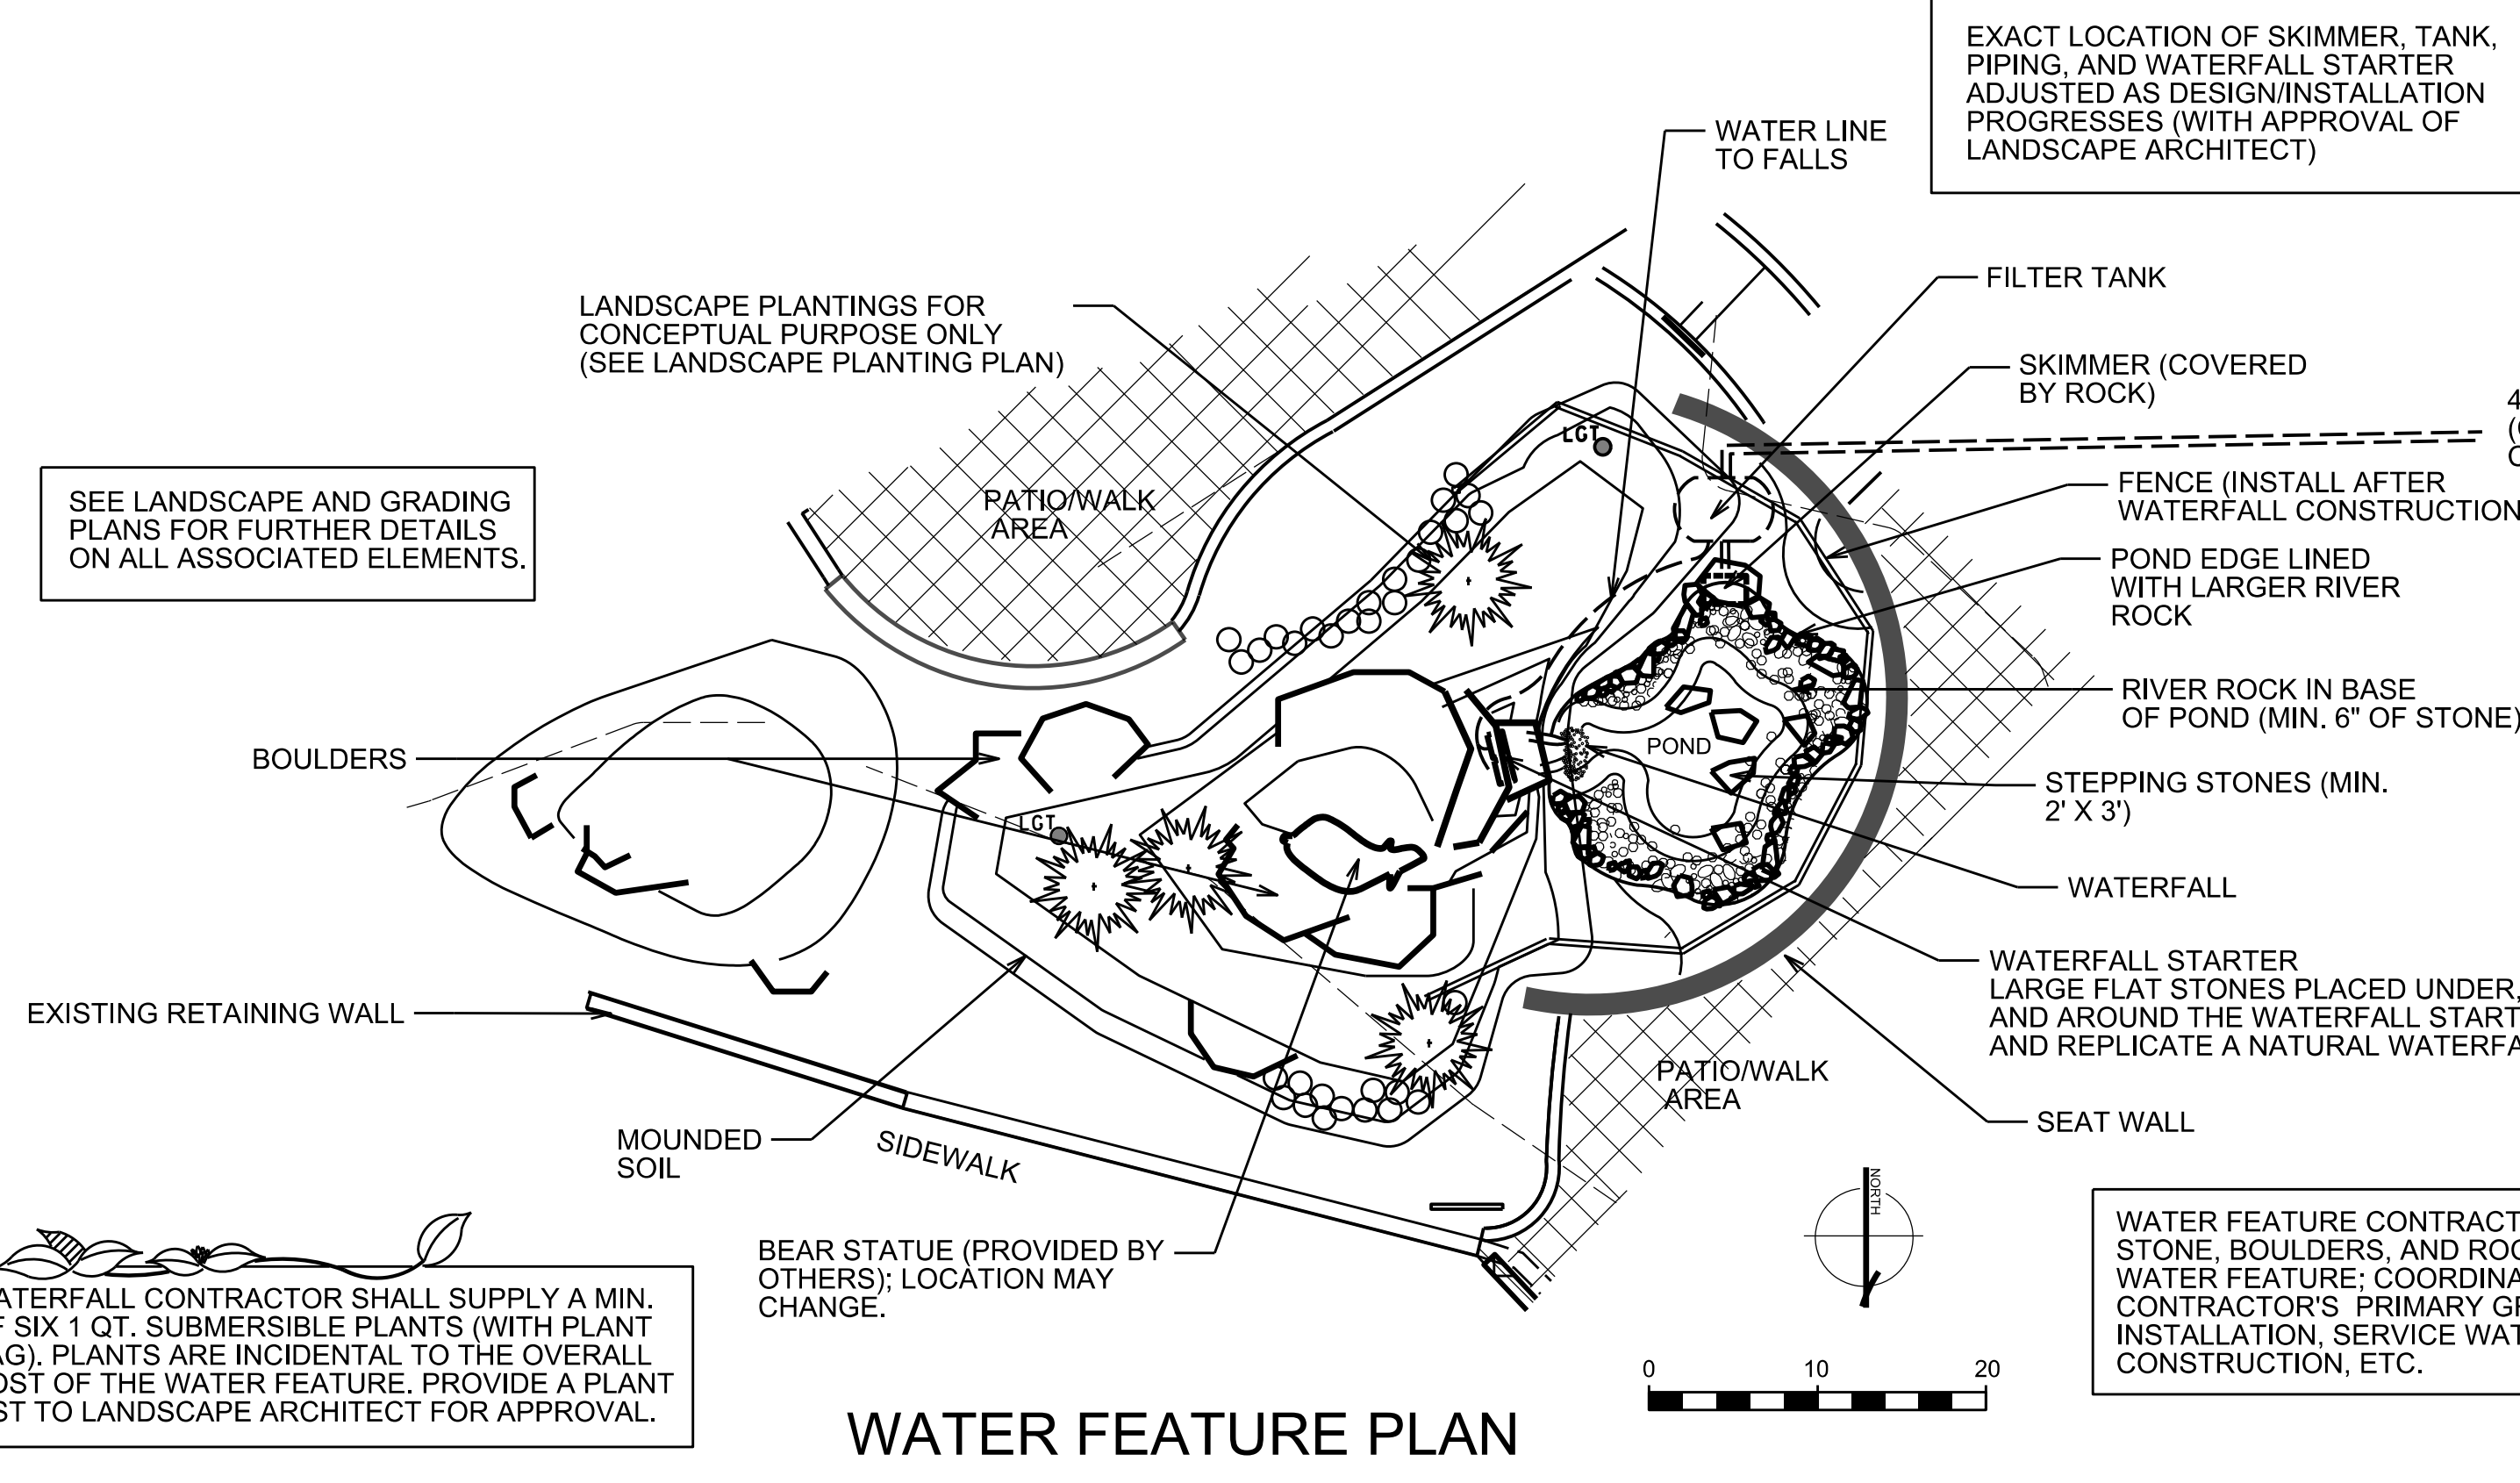 EXACT LOCATION OF SKIMMER, TANK,
PIPING, AND WATERFALL STARTER
ADJUSTED AS DESIGN/INSTALLATION
PROGRESSES (WITH APPROVAL OF
LANDSCAPE ARCHITECT)
WATER LINE
TO FALLS
FILTER TANK
LANDSCAPE PLANTINGS FOR
CONCEPTUAL PURPOSE ONLY
(SEE LANDSCAPE PLANTING PLAN)
SKIMMER (COVERED
BY ROCK)
4
LGT
FENCE (INSTALL AFTER
WATERFALL CONSTRUCTION
SEE LANDSCAPE AND GRADING
PLANS FOR FURTHER DETAILS
ON ALL ASSOCIATED ELEMENTS.
PATIO/WALK
AREA
POND EDGE LINED
WITH LARGER RIVER
ROCK
RIVER ROCK IN BASE
OF POND (MIN. 6" OF STONE)
POND
BOULDERS
STEPPING STONES (MIN.
2' X 3')
LGT
WATERFALL
WATERFALL STARTER
LARGE FLAT STONES PLACED UNDER,
AND AROUND THE WATERFALL START
AND REPLICATE A NATURAL WATERFA
EXISTING RETAINING WALL
PATIO/WALK
AREA
SEAT WALL
MOUNDED
SOIL
SIDEWALK
NORTH
BEAR STATUE (PROVIDED BY
OTHERS); LOCATION MAY
CHANGE.
WATER FEATURE CONTRACT
STONE, BOULDERS, AND ROC
WATER FEATURE; COORDINA
CONTRACTOR'S PRIMARY GR
INSTALLATION, SERVICE WAT
CONSTRUCTION, ETC.
ATERFALL CONTRACTOR SHALL SUPPLY A MIN.
F SIX 1 QT. SUBMERSIBLE PLANTS (WITH PLANT
AG). PLANTS ARE INCIDENTAL TO THE OVERALL
OST OF THE WATER FEATURE. PROVIDE A PLANT
ST TO LANDSCAPE ARCHITECT FOR APPROVAL.
0 10 20
WATER FEATURE PLAN